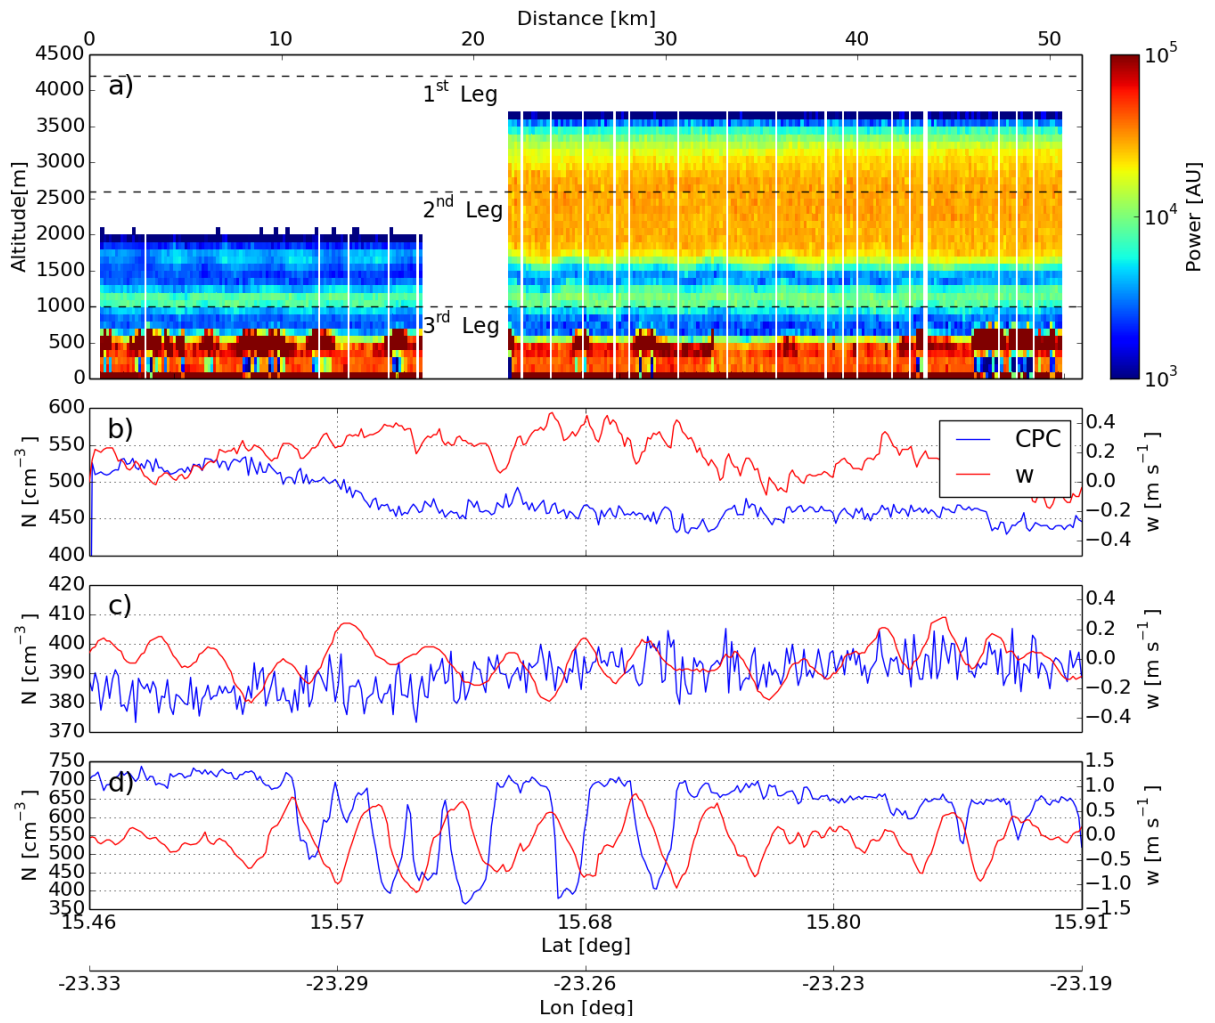 Distance [km]
0 10 20 30 40 50
4500
4000
3500
3000
2500
2000
1500
1000
500
0
Altitude[m]
a)
1st Leg
2nd Leg
3rd Leg
10^5
10^4
10^3
Power [AU]
600
550
500
450
400
N [cm−3 ]
b)
CPC
w
0.4
0.2
0.0
−0.2
−0.4
w [m s−1 ]
420
410
400
390
380
370
N [cm−3 ]
c)
0.4
0.2
0.0
−0.2
−0.4
w [m s−1 ]
750
700
650
600
550
500
450
400
350
N [cm−3 ]
d)
1.5
1.0
0.5
0.0
−0.5
−1.0
−1.5
w [m s−1 ]
15.46 15.57 15.68 15.80 15.91
Lat [deg]
-23.33 -23.29 -23.26 -23.23 -23.19
Lon [deg]